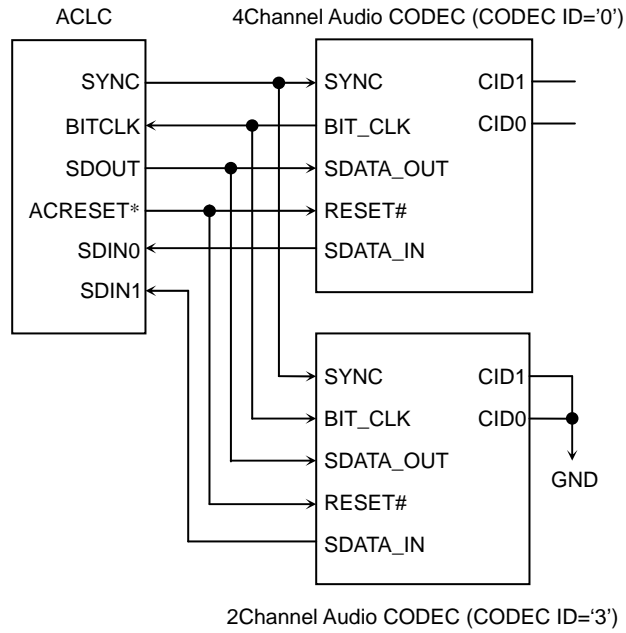 ACLC
SYNC
BITCLK
SDOUT
ACRESET*
SDIN0
SDIN1
4Channel Audio CODEC (CODEC ID=’0’)
SYNC
BIT_CLK
SDATA_OUT
RESET#
SDATA_IN
CID1
CID0
SYNC
BIT_CLK
SDATA_OUT
RESET#
SDATA_IN
CID1
CID0
GND
2Channel Audio CODEC (CODEC ID=‘3’)